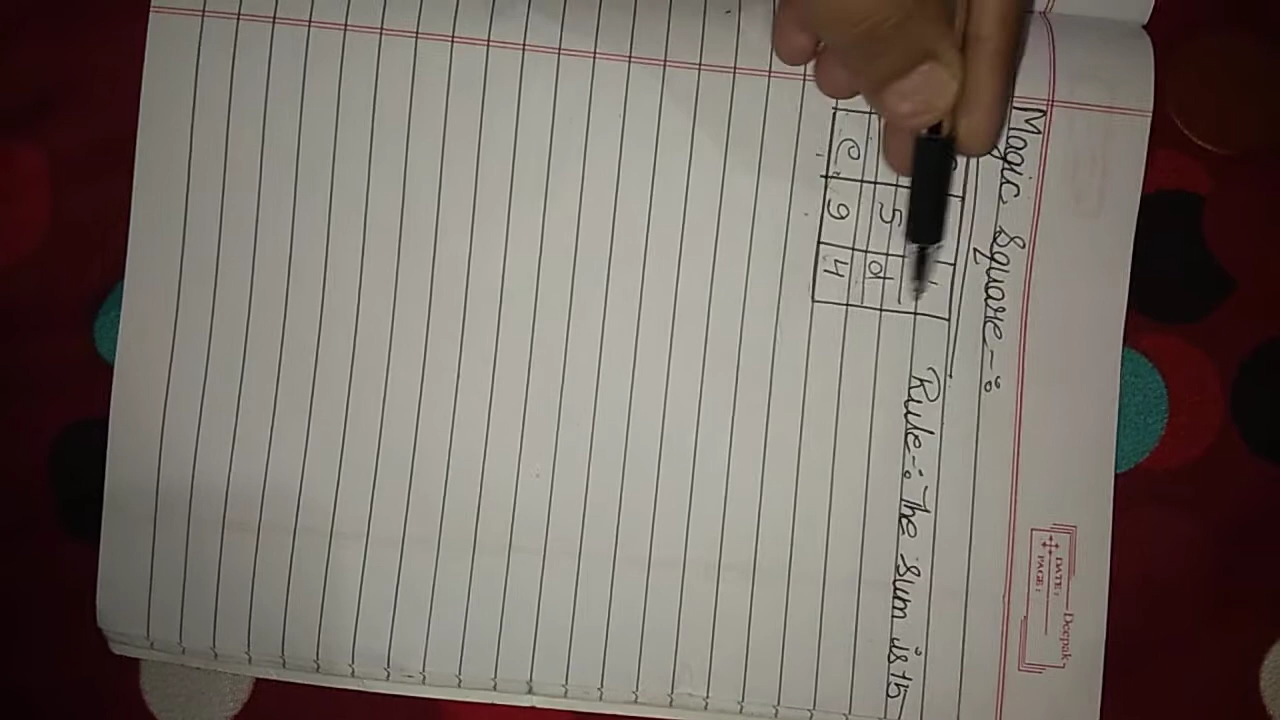 Deepak
DATE:
PAGE:
Magic Square-:
Rule-: The sum is 15
5 d
e 9 4